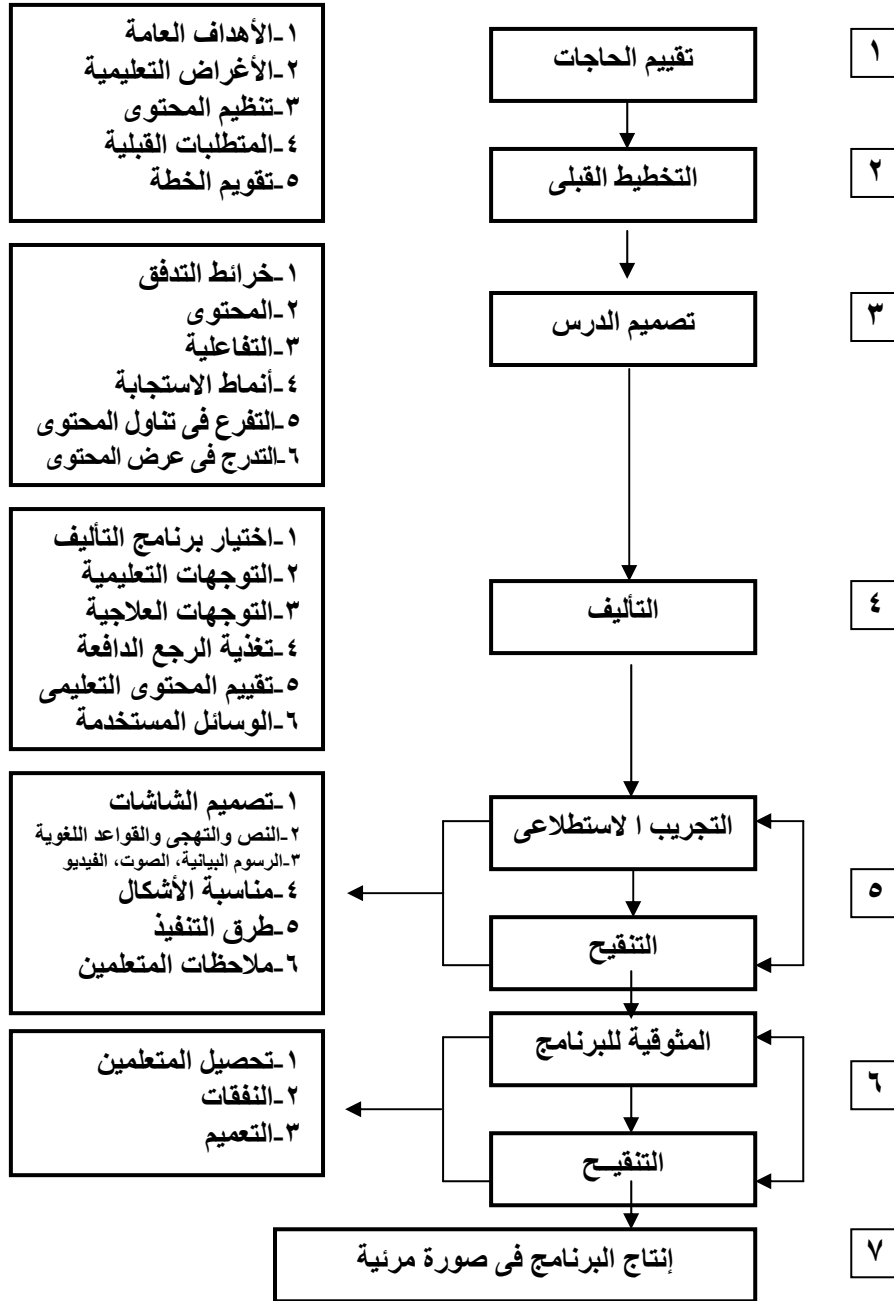 ١
تقييم الحاجات
١-الأهداف العامة
٢-الأغراض التعليمية
٣-تنظيم المحتوى
٤-المتطلبات القبلية
٥-تقويم الخطة
٢
التخطيط القبلى
٣
تصميم الدرس
١-خرائط التدفق
٢-المحتوى
٣-التفاعلية
٤-أنماط الاستجابة
٥-التفرع فى تناول المحتوى
٦-التدرج فى عرض المحتوى
٤
التأليف
١-اختيار برنامج التأليف
٢-التوجهات التعليمية
٣-التوجهات العلاجية
٤-تغذية الرجع الدافعة
٥-تقييم المحتوى التعليمى
٦-الوسائل المستخدمة
٥
التجريب ا لاستطلاعى
التنقيح
١-تصميم الشاشات
٢-النص والتهجى والقواعد اللغوية
٣-الرسوم البيانية، الصوت، الفيديو
٤-مناسبة الأشكال
٥-طرق التنفيذ
٦-ملاحظات المتعلمين
٦
المثوقية للبرنامج
التنقيــح
١-تحصيل المتعلمين
٢-النفقات
٣-التعميم
٧
إنتاج البرنامج فى صورة مرئية